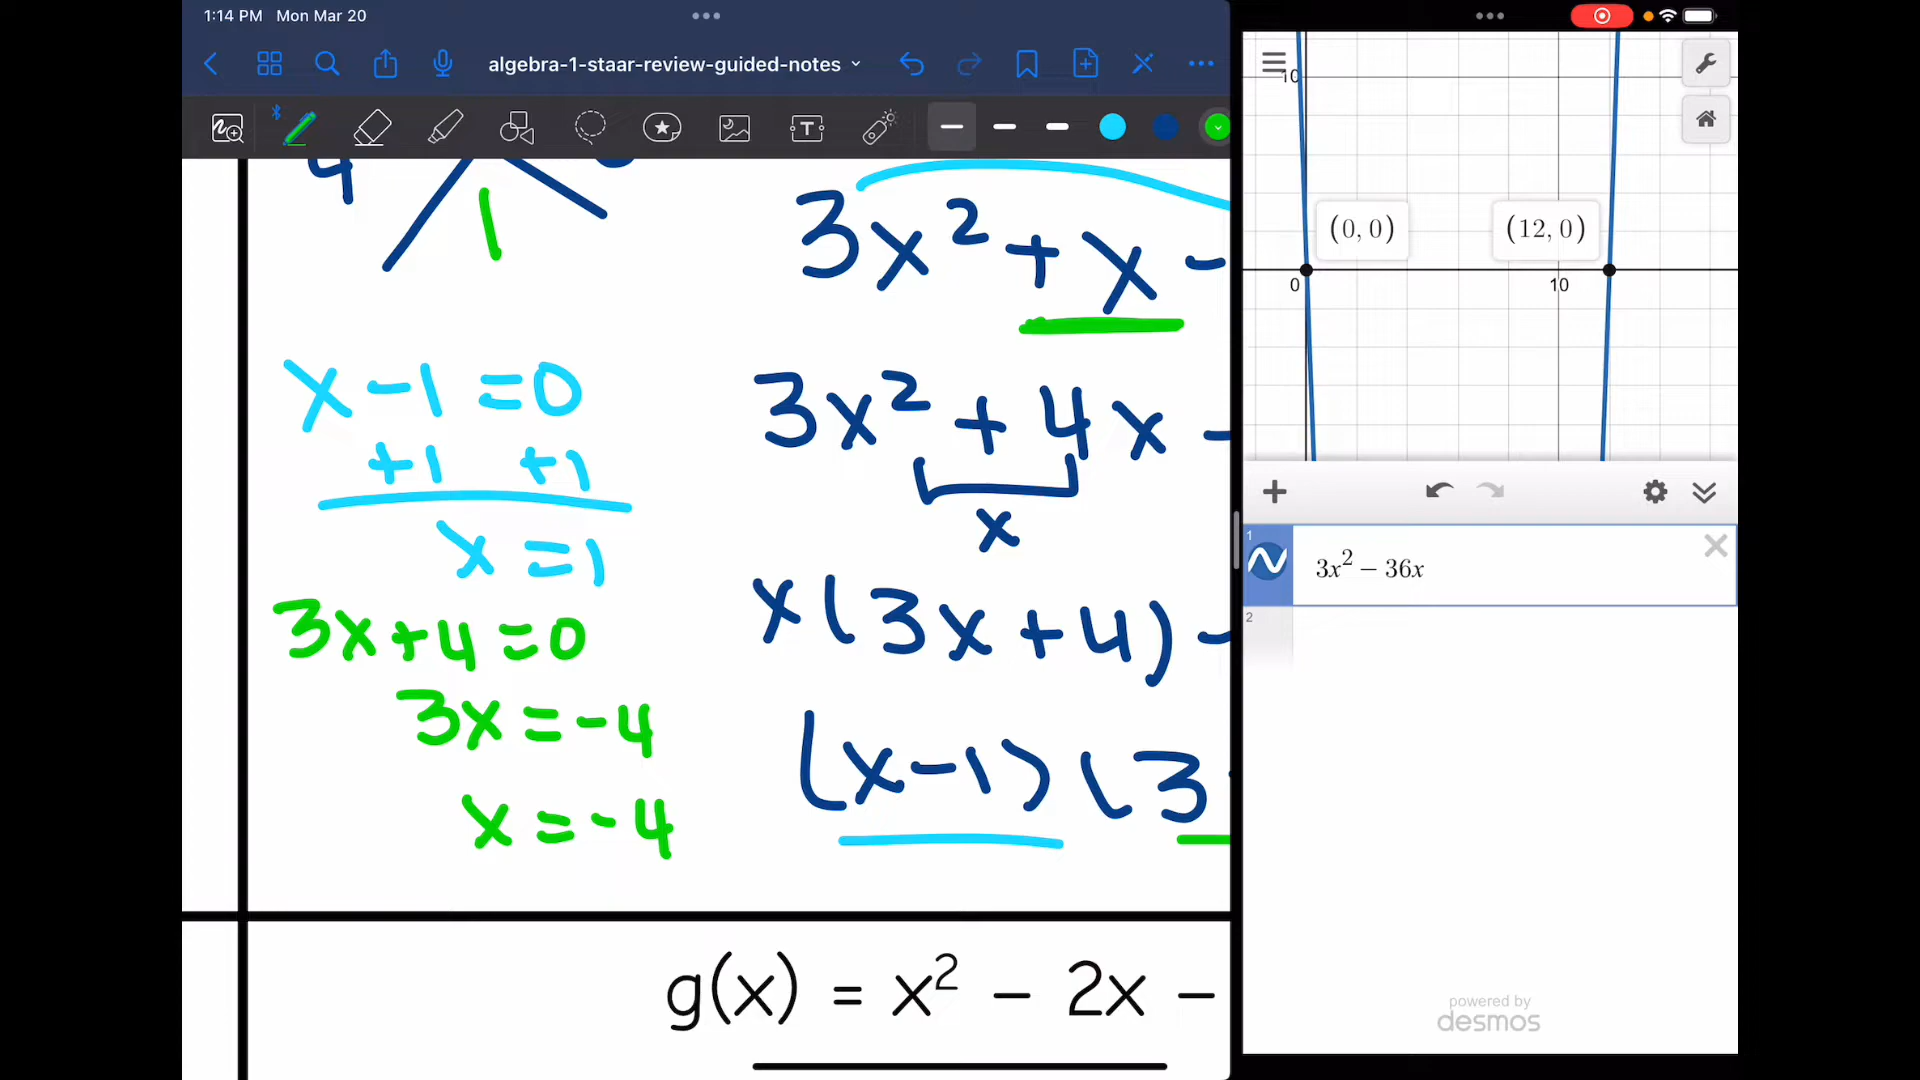 1:14 PM Mon Mar 20
algebra-1-staar-review-guided-notes
T
4
1
3x² + x -
x - 1 = 0
+1 +1
x = 1
3x + 4 = 0
3x = -4
x = -4
3x² + 4x -
x
x(3x + 4) -
(x - 1)(3
g(x) = x² - 2x -
10
(0, 0)
(12, 0)
0
10
1
3x² - 36x
2
powered by
desmos